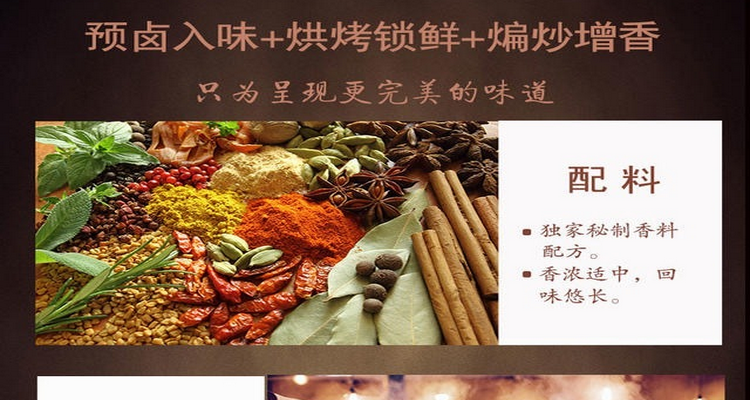 预卤入味+烘烤锁鲜+煸炒增香
只为呈现更完美的味道
配料
独家秘制香料
配方。
香浓适中，回
味悠长。